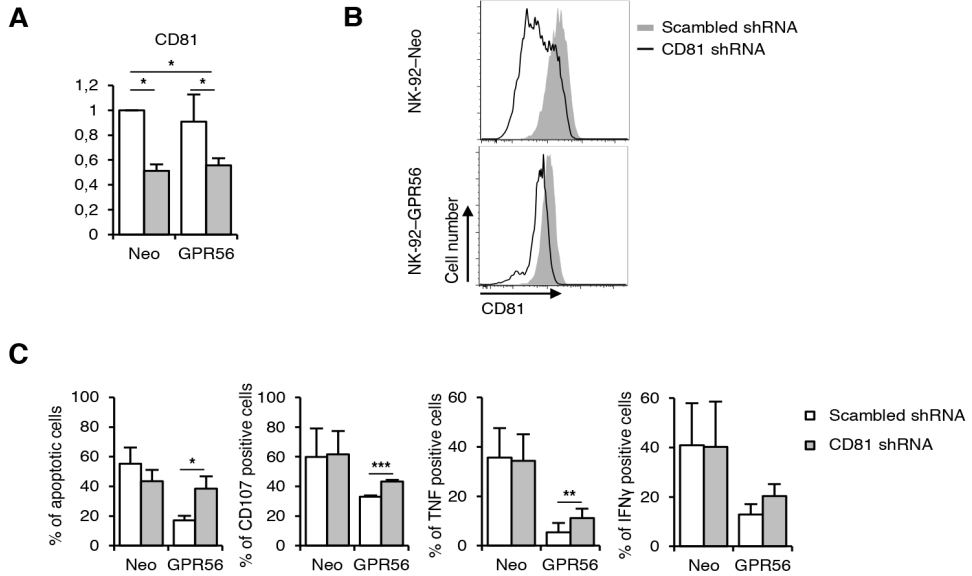 A
CD81
*
* *
1,2
1
0,8
0,6
0,4
0,2
0
Neo GPR56
B
NK-92–Neo
NK-92–GPR56
Cell number
CD81
Scambled shRNA
CD81 shRNA
C
% of apoptotic cells
100
80
60
40
20
0
*
Neo GPR56
% of CD107 positive cells
100
80
60
40
20
0
***
Neo GPR56
% of TNF positive cells
60
40
20
0
**
Neo GPR56
% of IFNγ positive cells
60
40
20
0
Neo GPR56
Scambled shRNA
CD81 shRNA